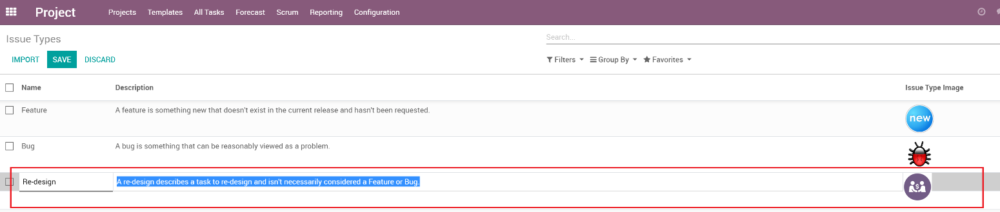 Project Projects Templates All Tasks Forecast Scrum Reporting Configuration
Issue Types Search...
IMPORT SAVE DISCARD Filters Group By Favorites
Name Description Issue Type Image
Feature A feature is something new that doesn't exist in the current release and hasn't been requested. new
Bug A bug is something that can be reasonably viewed as a problem.
Re-design A re-design describes a task to re-design and isn't necessarily considered a Feature or Bug. $